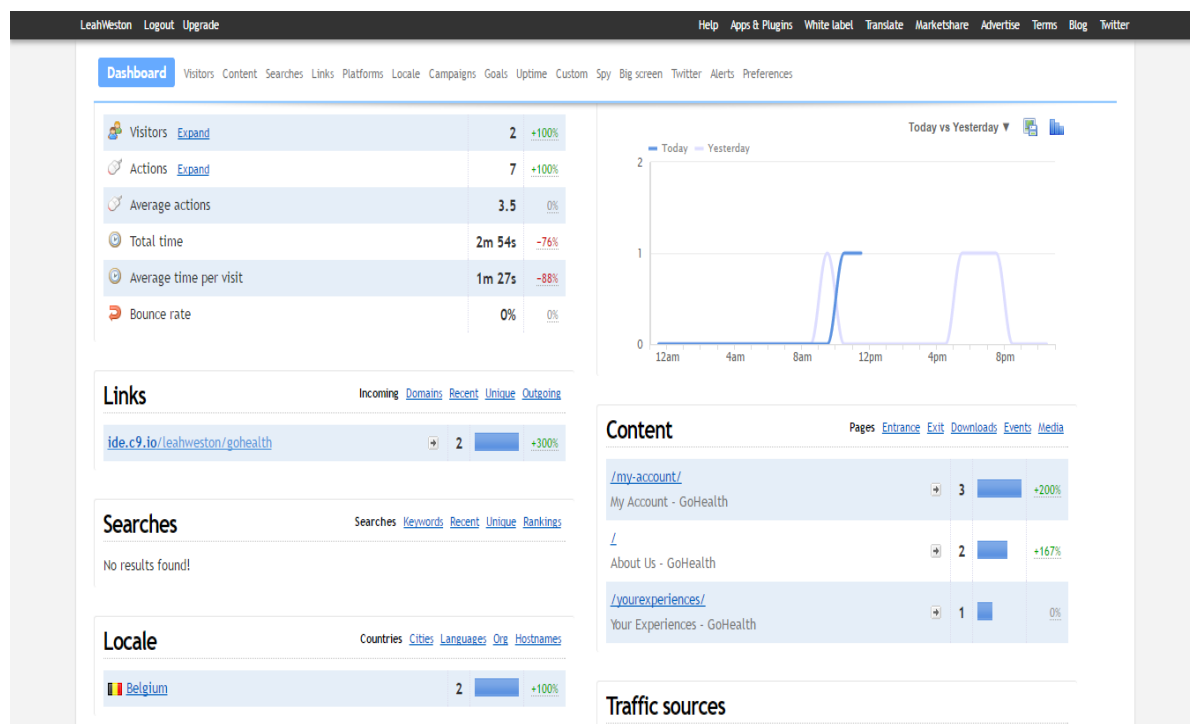 LeahWeston Logout Upgrade Help Apps & Plugins White label Translate Marketshare Advertise Terms Blog Twitter
Dashboard Visitors Content Searches Links Platforms Locale Campaigns Goals Uptime Custom Spy Big screen Twitter Alerts Preferences
Visitors Expand 2 +100%
Actions Expand 7 +100%
Average actions 3.5 0%
Total time 2m 54s -76%
Average time per visit 1m 27s -88%
Bounce rate 0% 0%
Links Incoming Domains Recent Unique Outgoing
ide.c9.io/leahweston/gohealth 2 +300%
Searches Searches Keywords Recent Unique Rankings
No results found!
Locale Countries Cities Languages Org Hostnames
Belgium 2 +100%
Today vs Yesterday ▼
Today Yesterday
2
1
0
12am 4am 8am 12pm 4pm 8pm
Content Pages Entrance Exit Downloads Events Media
/my-account/
My Account - GoHealth
3 +200%
/
About Us - GoHealth
2 +167%
/yourexperiences/
Your Experiences - GoHealth
1 0%
Traffic sources